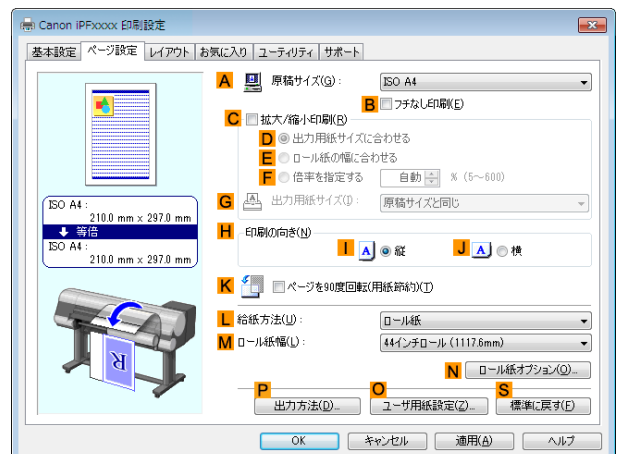 Canon iPFxxxx 印刷設定
基本設定 ページ設定 レイアウト お気に入り ユーティリティ サポート
A 原稿サイズ(G): ISO A4
B フチなし印刷(E)
C 拡大/縮小印刷(R)
D 出力用紙サイズに合わせる
E ロール紙の幅に合わせる
F 倍率を指定する 自動 % (5~600)
G 出力用紙サイズ(I): 原稿サイズと同じ
ISO A4:
210.0 mm x 297.0 mm
等倍
ISO A4:
210.0 mm x 297.0 mm
H 印刷の向き(N)
I A 縦 J A 横
K ページを90度回転(用紙節約)(T)
L 給紙方法(U): ロール紙
M ロール紙幅(L): 44インチロール (1117.6mm)
N ロール紙オプション(O)...
R
P O S
出力方法(D)... ユーザ用紙設定(Z)... 標準に戻す(F)
OK キャンセル 適用(A) ヘルプ